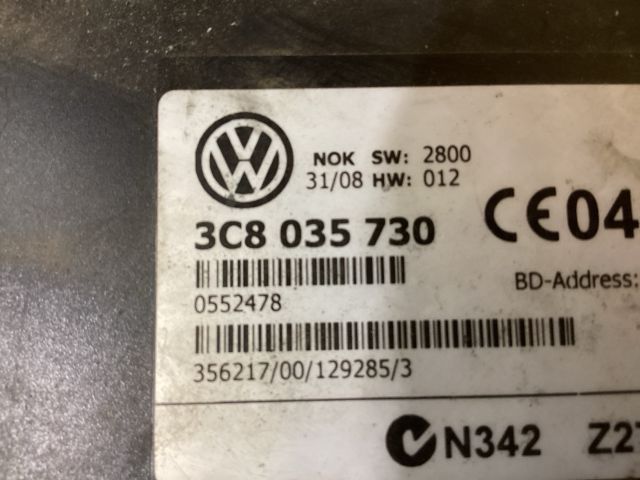 NOK SW: 2800
31/08 HW: 012
3C8 035 730
CE04
0552478
BD-Address:
356217/00/129285/3
N342 Z2